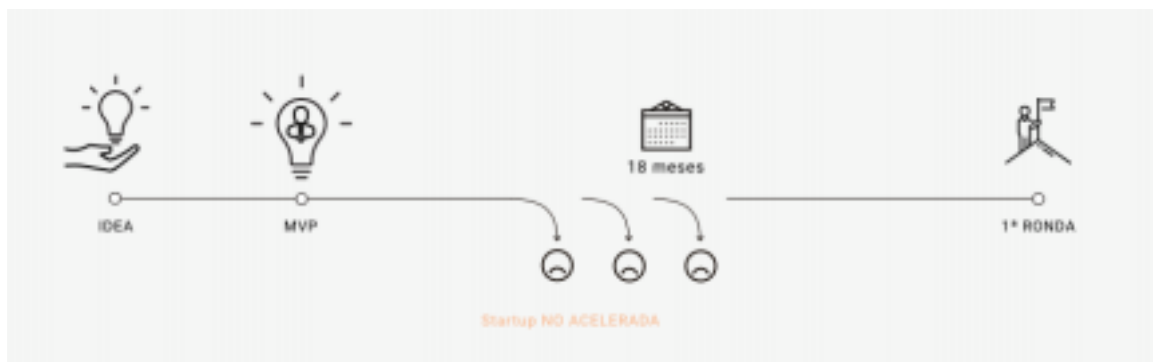 18 meses
IDEA
MVP
1ª RONDA
Startup NO ACELERADA